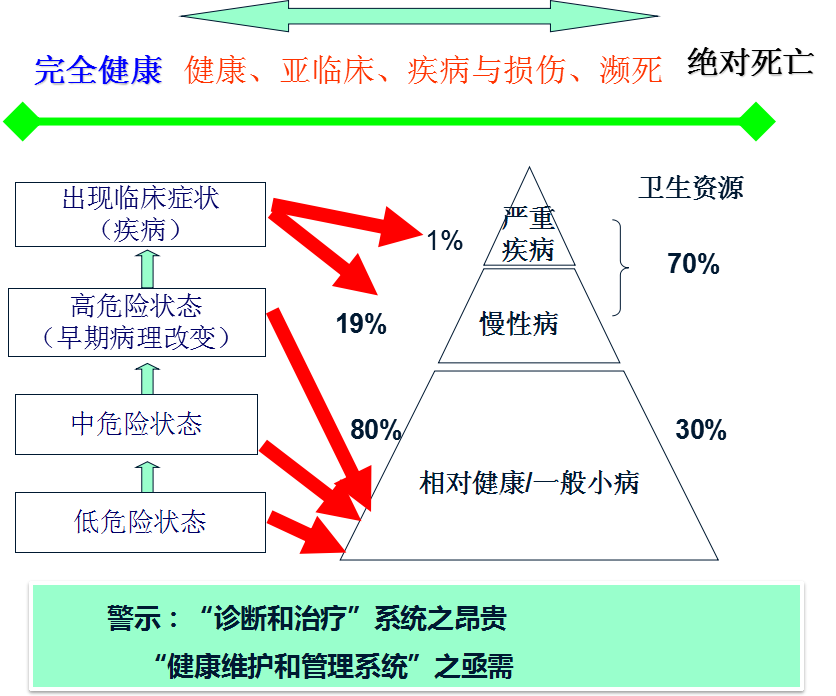 完全健康
健康、亚临床、疾病与损伤、濒死
绝对死亡
出现临床症状
（疾病）
高危险状态
（早期病理改变）
中危险状态
低危险状态
1%
19%
80%
严重
疾病
慢性病
相对健康/一般小病
卫生资源
70%
30%
警示：“诊断和治疗”系统之昂贵
“健康维护和管理系统”之亟需